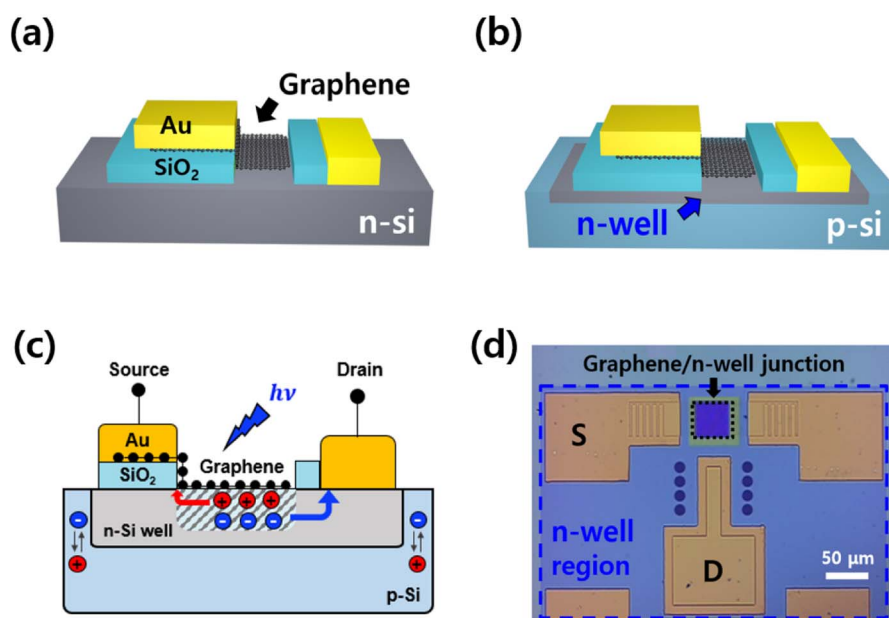 (a)
Graphene
Au
SiO₂
n-si
(b)
n-well
p-si
(c)
Source
Drain
hν
Au
SiO₂
Graphene
+ + +
- - -
n-Si well
-
+
-
+
p-Si
(d)
Graphene/n-well junction
S
n-well
region
D
50 μm